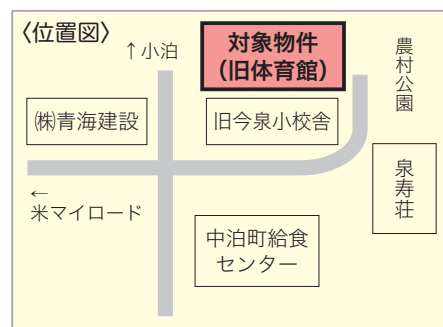 〈位置図〉
↑小泊
対象物件
（旧体育館）
農村公園
㈱青海建設
旧今泉小校舎
泉寿荘
←
米マイロード
中泊町給食
センター